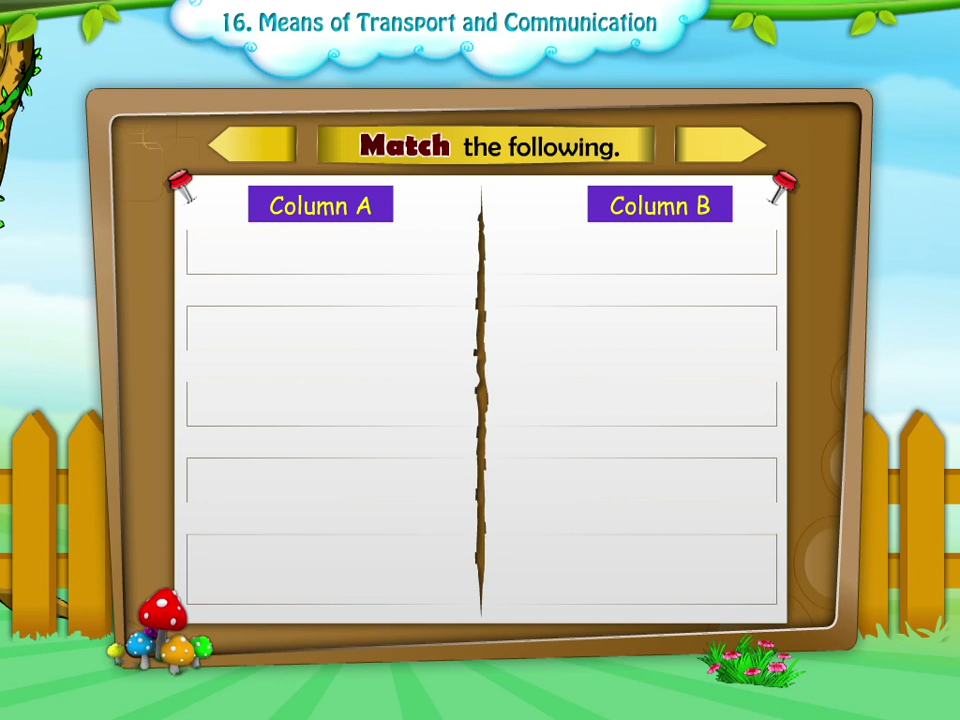 16. Means of Transport and Communication
Match the following.
Column A
Column B